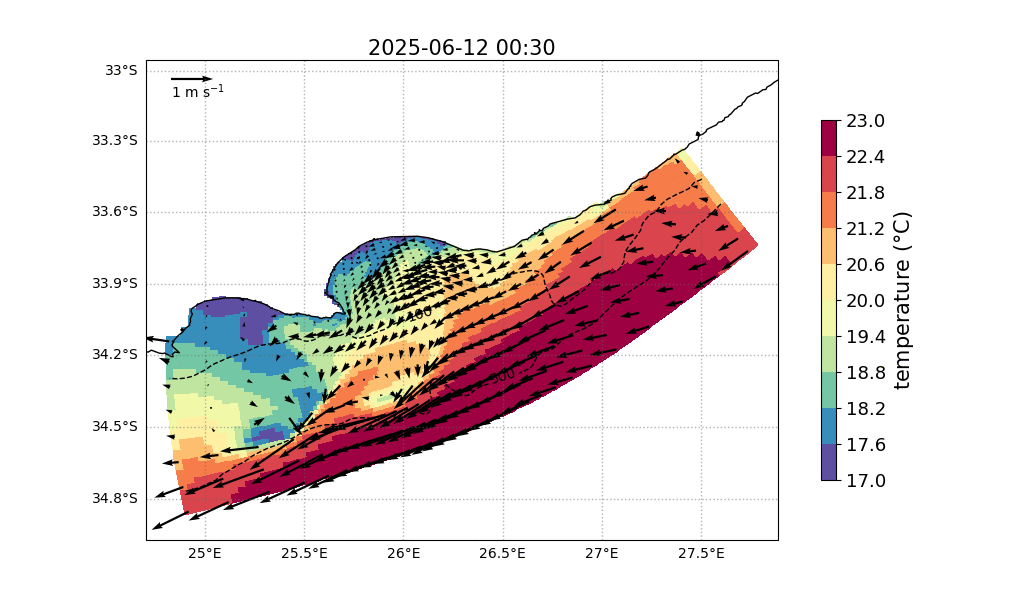 2025-06-12 00:30
1 m s⁻¹
33°S
33.3°S
33.6°S
33.9°S
34.2°S
34.5°S
34.8°S
25°E
25.5°E
26°E
26.5°E
27°E
27.5°E
100
500
23.0
22.4
21.8
21.2
20.6
20.0
19.4
18.8
18.2
17.6
17.0
temperature (°C)